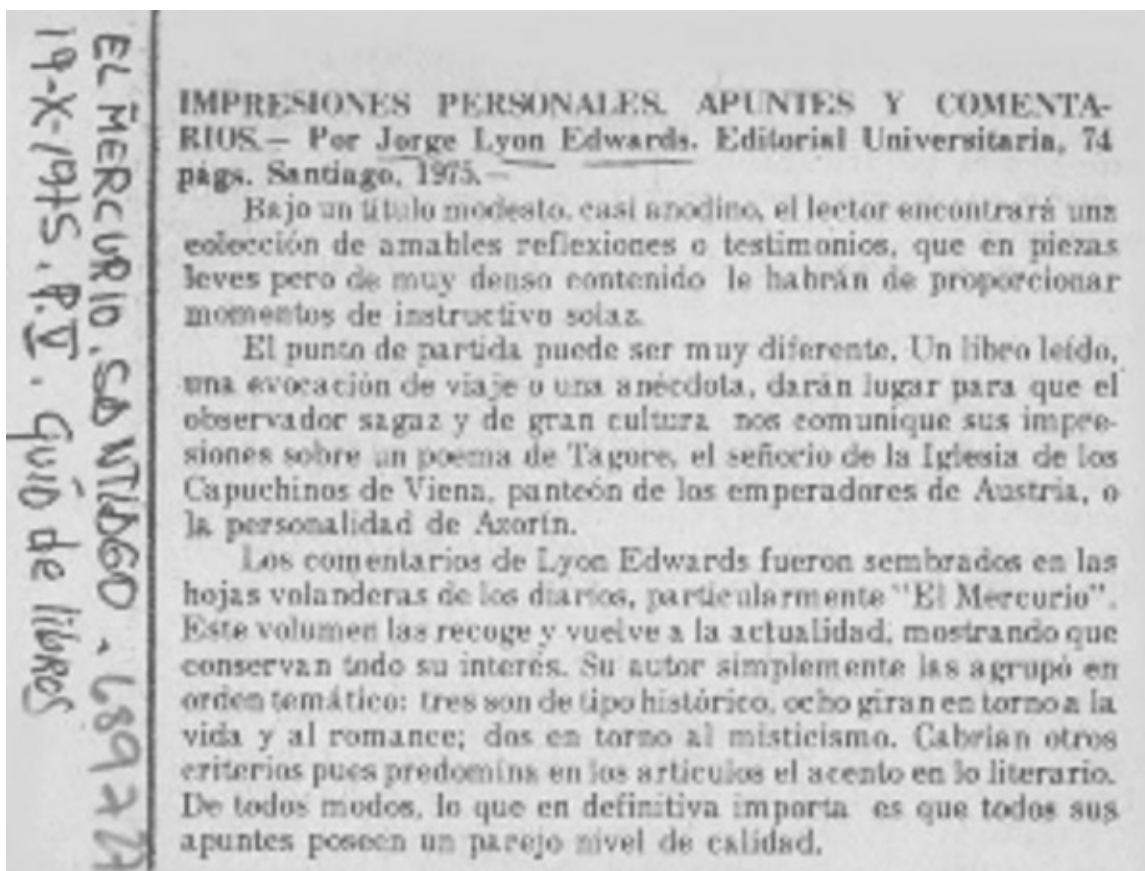 EL MERCURIO. SANTIAGO -
19-X-1975. P.V. Guía de libros
IMPRESIONES PERSONALES. APUNTES Y COMENTA-
RIOS.— Por Jorge Lyon Edwards. Editorial Universitaria, 74
págs. Santiago, 1975.—
Bajo un título modesto, casi anodino, el lector encontrará una
colección de amables reflexiones o testimonios, que en piezas
leves pero de muy denso contenido le habrán de proporcionar
momentos de instructivo solaz.
El punto de partida puede ser muy diferente. Un libro leído,
una evocación de viaje o una anécdota, darán lugar para que el
observador sagaz y de gran cultura nos comunique sus impre-
siones sobre un poema de Tagore, el señorío de la Iglesia de los
Capuchinos de Viena, panteón de los emperadores de Austria, o
la personalidad de Azorín.
Los comentarios de Lyon Edwards fueron sembrados en las
hojas volanderas de los diarios, particularmente "El Mercurio".
Este volumen las recoge y vuelve a la actualidad, mostrando que
conservan todo su interés. Su autor simplemente las agrupó en
orden temático: tres son de tipo histórico, ocho giran en torno a la
vida y al romance; dos en torno al misticismo. Cabrían otros
criterios pues predomina en los artículos el acento en lo literario.
De todos modos, lo que en definitiva importa es que todos sus
apuntes poseen un parejo nivel de calidad.